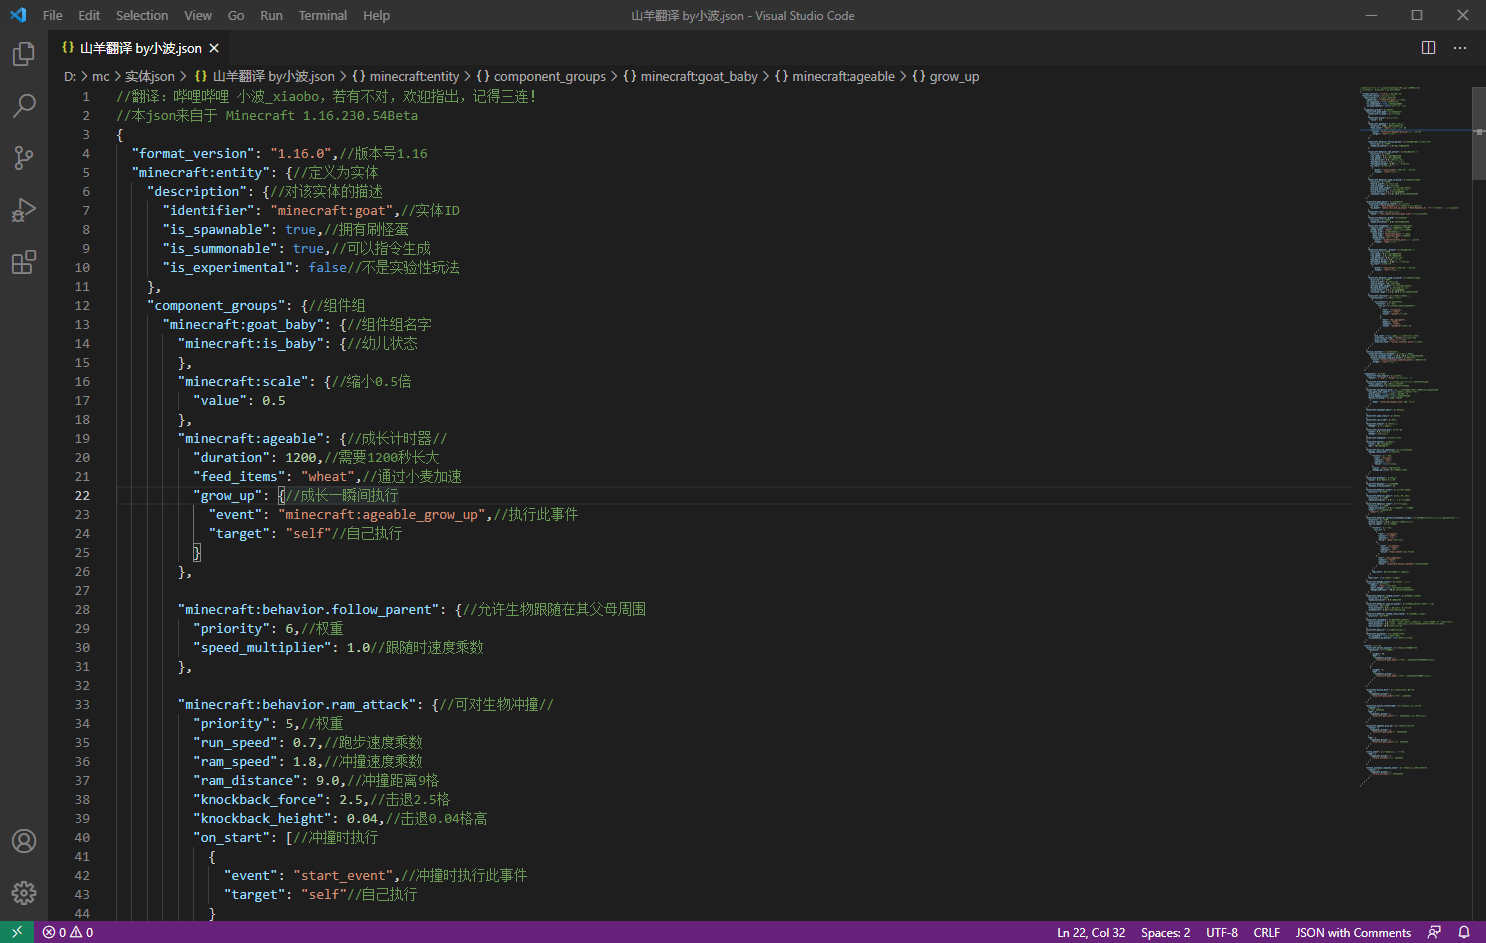 File Edit Selection View Go Run Terminal Help 山羊翻译 by小波.json - Visual Studio Code
{} 山羊翻译 by小波.json ×
D: > mc > 实体json > {} 山羊翻译 by小波.json > {} minecraft:entity > {} component_groups > {} minecraft:goat_baby > {} minecraft:ageable > {} grow_up
1 //翻译: 哔哩哔哩 小波_xiaobo, 若有不对, 欢迎指出, 记得三连!
2 //本json来自于 Minecraft 1.16.230.54Beta
3 {
4 "format_version": "1.16.0",//版本号1.16
5 "minecraft:entity": {//定义为实体
6 "description": {//对该实体的描述
7 "identifier": "minecraft:goat",//实体ID
8 "is_spawnable": true,//拥有刷怪蛋
9 "is_summonable": true,//可以指令生成
10 "is_experimental": false//不是实验性玩法
11 },
12 "component_groups": {//组件组
13 "minecraft:goat_baby": {//组件组名字
14 "minecraft:is_baby": {//幼儿状态
15 },
16 "minecraft:scale": {//缩小0.5倍
17 "value": 0.5
18 },
19 "minecraft:ageable": {//成长计时器//
20 "duration": 1200,//需要1200秒长大
21 "feed_items": "wheat",//通过小麦加速
22 "grow_up": {//成长一瞬间执行
23 "event": "minecraft:ageable_grow_up",//执行此事件
24 "target": "self"//自己执行
25 }
26 },
27
28 "minecraft:behavior.follow_parent": {//允许生物跟随在其父母周围
29 "priority": 6,//权重
30 "speed_multiplier": 1.0//跟随时速度乘数
31 },
32
33 "minecraft:behavior.ram_attack": {//可对生物冲撞//
34 "priority": 5,//权重
35 "run_speed": 0.7,//跑步速度乘数
36 "ram_speed": 1.8,//冲撞速度乘数
37 "ram_distance": 9.0,//冲撞距离9格
38 "knockback_force": 2.5,//击退2.5格
39 "knockback_height": 0.04,//击退0.04格高
40 "on_start": [//冲撞时执行
41 {
42 "event": "start_event",//冲撞时执行此事件
43 "target": "self"//自己执行
44 }
0 0 Ln 22, Col 32 Spaces: 2 UTF-8 CRLF JSON with Comments